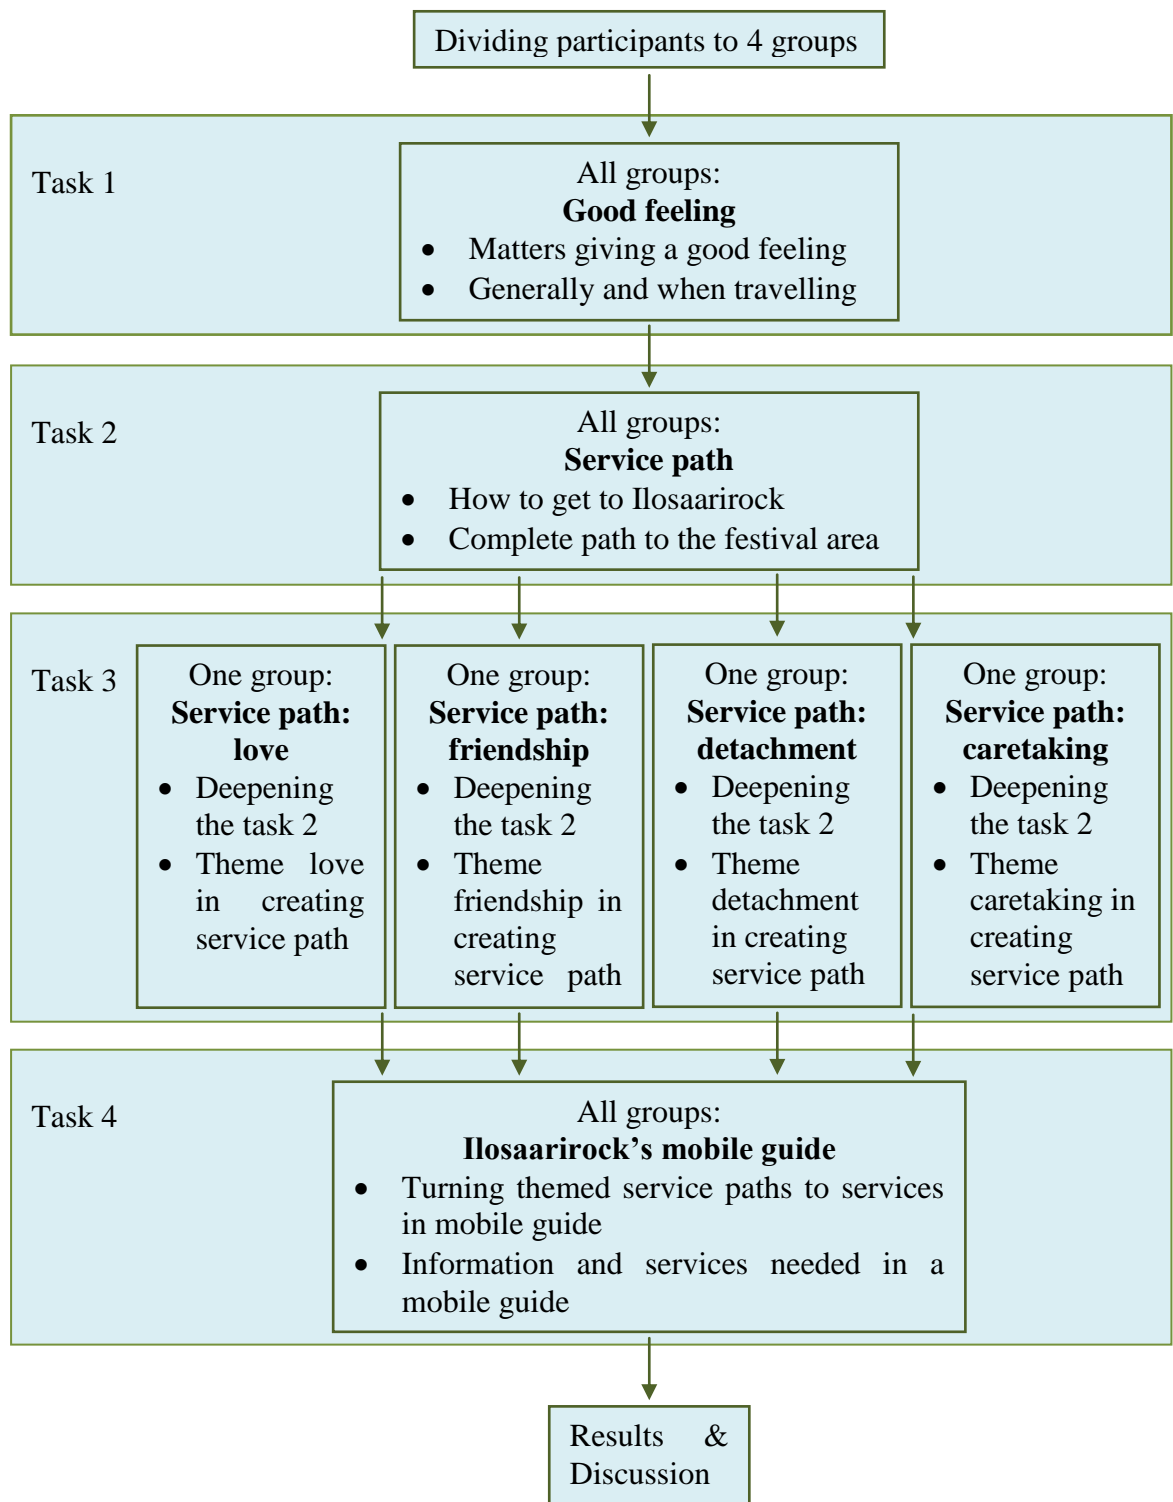 Dividing participants to 4 groups
Task 1
All groups:
Good feeling
• Matters giving a good feeling
• Generally and when travelling
Task 2
All groups:
Service path
• How to get to Ilosaarirock
• Complete path to the festival area
Task 3
One group:
Service path:
love
• Deepening
the task 2
• Theme love
in creating
service path
One group:
Service path:
friendship
• Deepening
the task 2
• Theme
friendship in
creating
service path
One group:
Service path:
detachment
• Deepening
the task 2
• Theme
detachment
in creating
service path
One group:
Service path:
caretaking
• Deepening
the task 2
• Theme
caretaking in
creating
service path
Task 4
All groups:
Ilosaarirock’s mobile guide
• Turning themed service paths to services
in mobile guide
• Information and services needed in a
mobile guide
Results &
Discussion